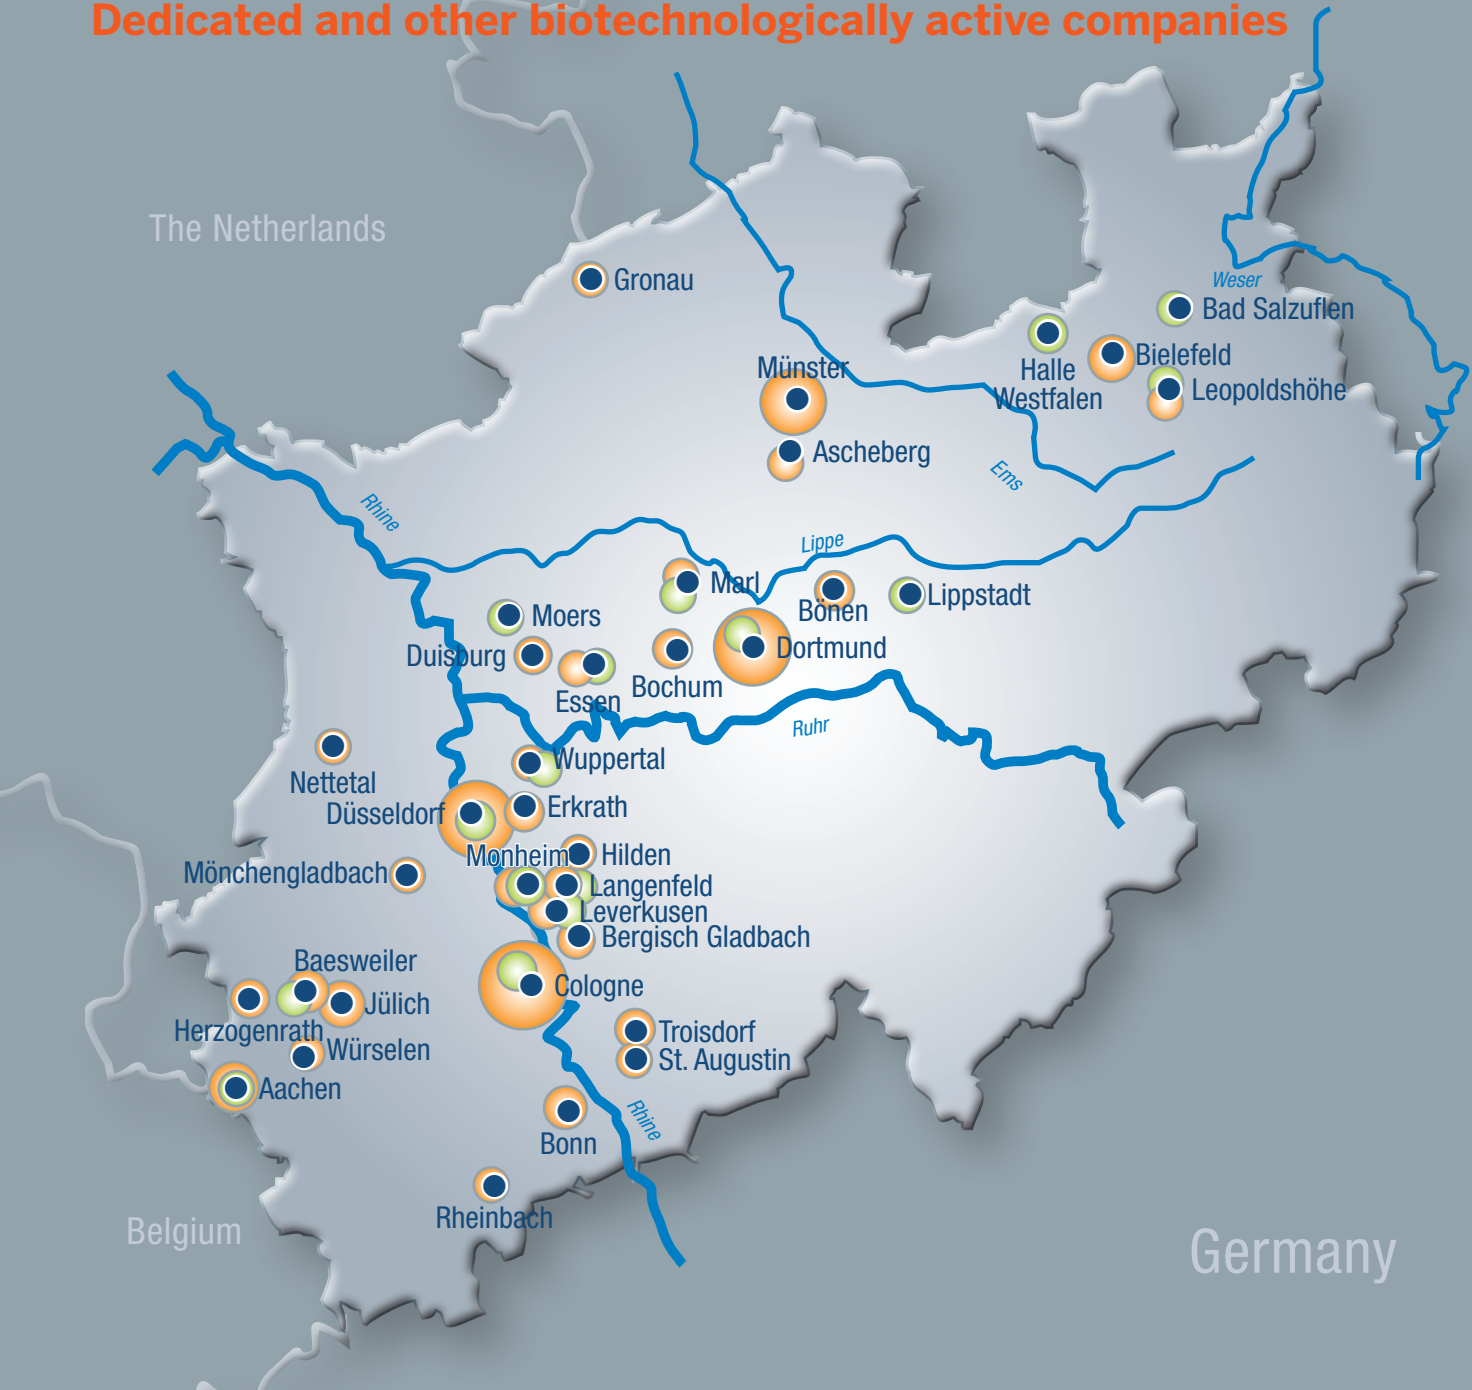 Dedicated and other biotechnologically active companies
The Netherlands
Gronau
Weser
Bad Salzuflen
Bielefeld
Halle
Westfalen
Leopoldshöhe
Münster
Ascheberg
Ems
Rhine
Lippe
Marl
Bönen
Lippstadt
Moers
Duisburg
Dortmund
Essen
Bochum
Ruhr
Wuppertal
Nettetal
Düsseldorf
Erkrath
Monheim
Hilden
Mönchengladbach
Langenfeld
Leverkusen
Bergisch Gladbach
Baesweiler
Cologne
Jülich
Herzogenrath
Troisdorf
Würselen
St. Augustin
Aachen
Rhine
Bonn
Rheinbach
Belgium
Germany